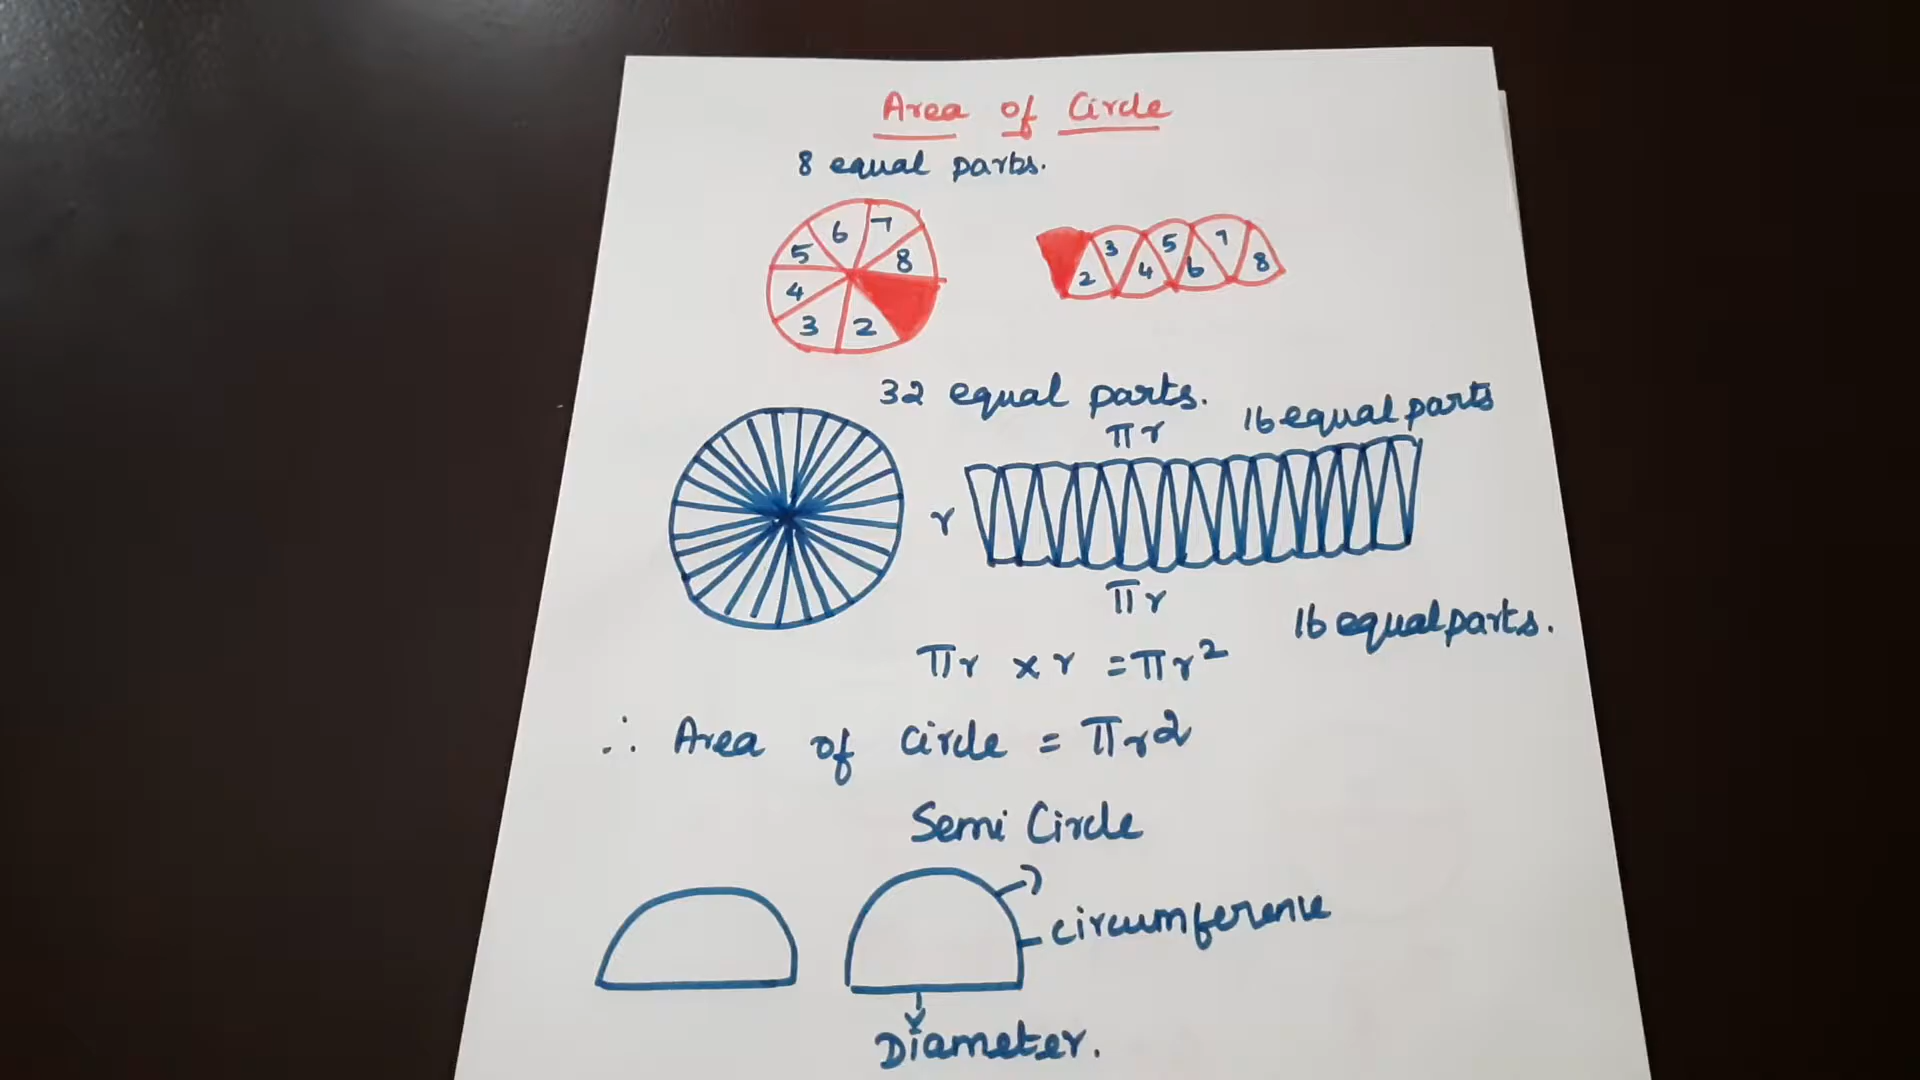 Area of Circle
8 equal parts.
6 7
5 8
4
3 2
3 5 7
2 4 6 8
32 equal parts.
16 equal parts
πr
r
πr
16 equal parts.
πr × r = πr²
∴ Area of circle = πr2
Semi Circle
circumference
Diameter.